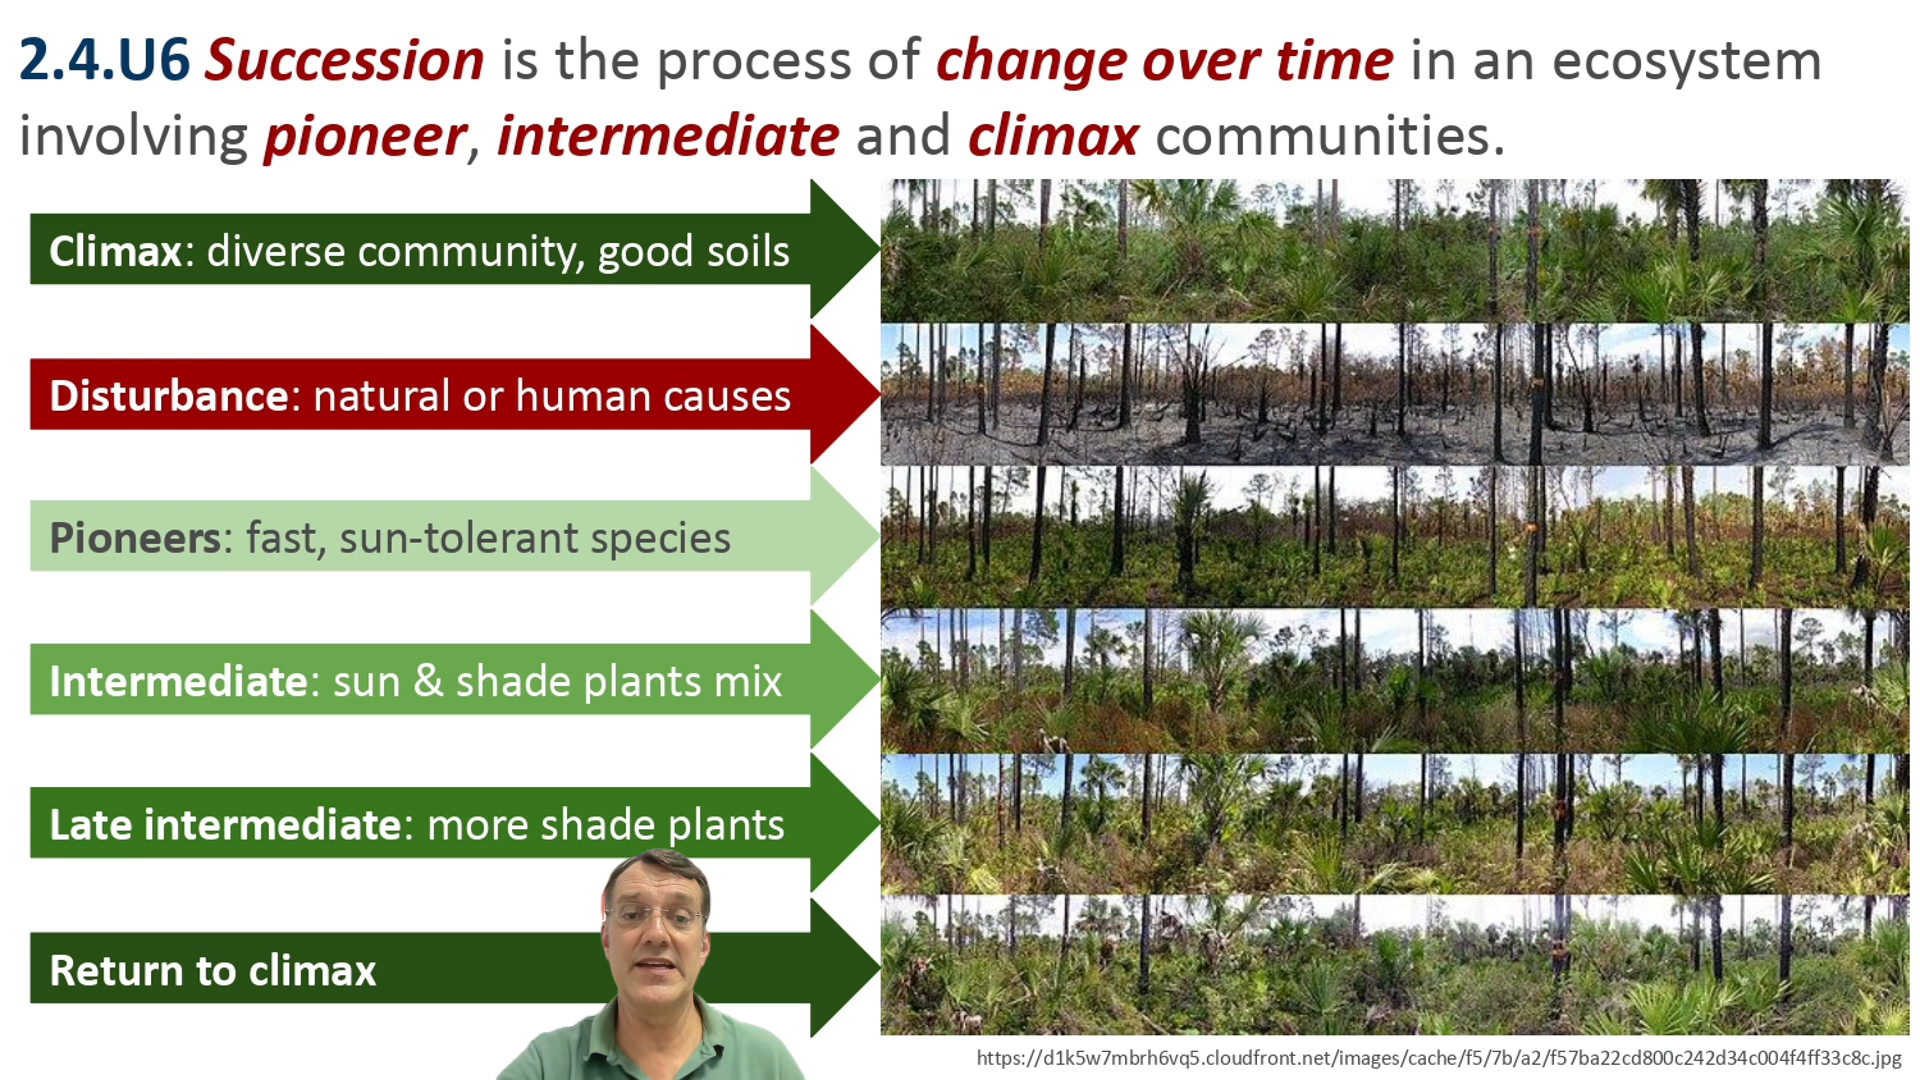 2.4.U6 Succession is the process of change over time in an ecosystem
involving pioneer, intermediate and climax communities.
Climax: diverse community, good soils
Disturbance: natural or human causes
Pioneers: fast, sun-tolerant species
Intermediate: sun & shade plants mix
Late intermediate: more shade plants
Return to climax
https://d1k5w7mbrh6vq5.cloudfront.net/images/cache/f5/7b/a2/f57ba22cd800c242d34c004f4ff33c8c.jpg